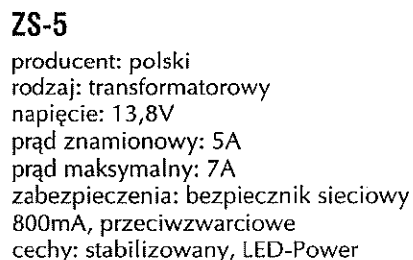 ZS-5
producent: polski
rodzaj: transformatorowy
napięcie: 13,8V
prąd znamionowy: 5A
prąd maksymalny: 7A
zabezpieczenia: bezpiecznik sieciowy
800mA, przeciwzwarciowe
cechy: stabilizowany, LED-Power